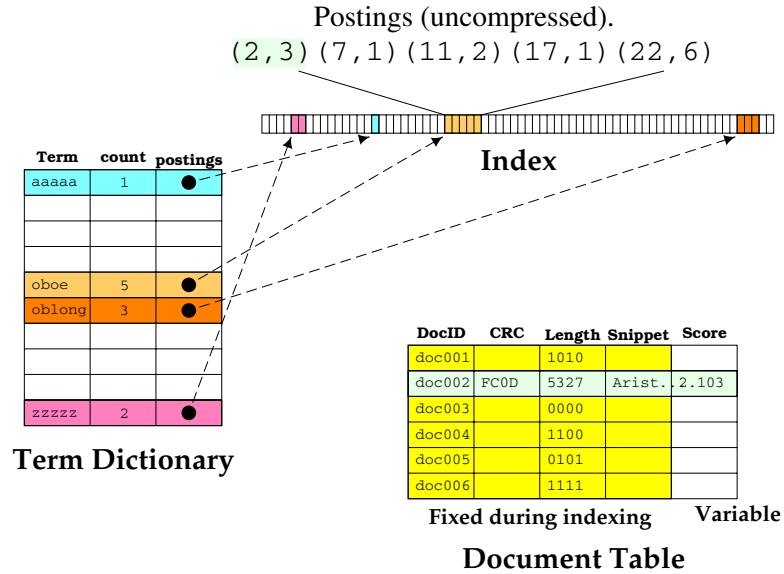 Postings (uncompressed).
(2,3)(7,1)(11,2)(17,1)(22,6)
Index
Term count postings
aaaaa 1
oboe 5
oblong 3
zzzzz 2
Term Dictionary
DocID CRC Length Snippet Score
doc001 1010
doc002 FC0D 5327 Arist..2.103
doc003 0000
doc004 1100
doc005 0101
doc006 1111
Fixed during indexing Variable
Document Table